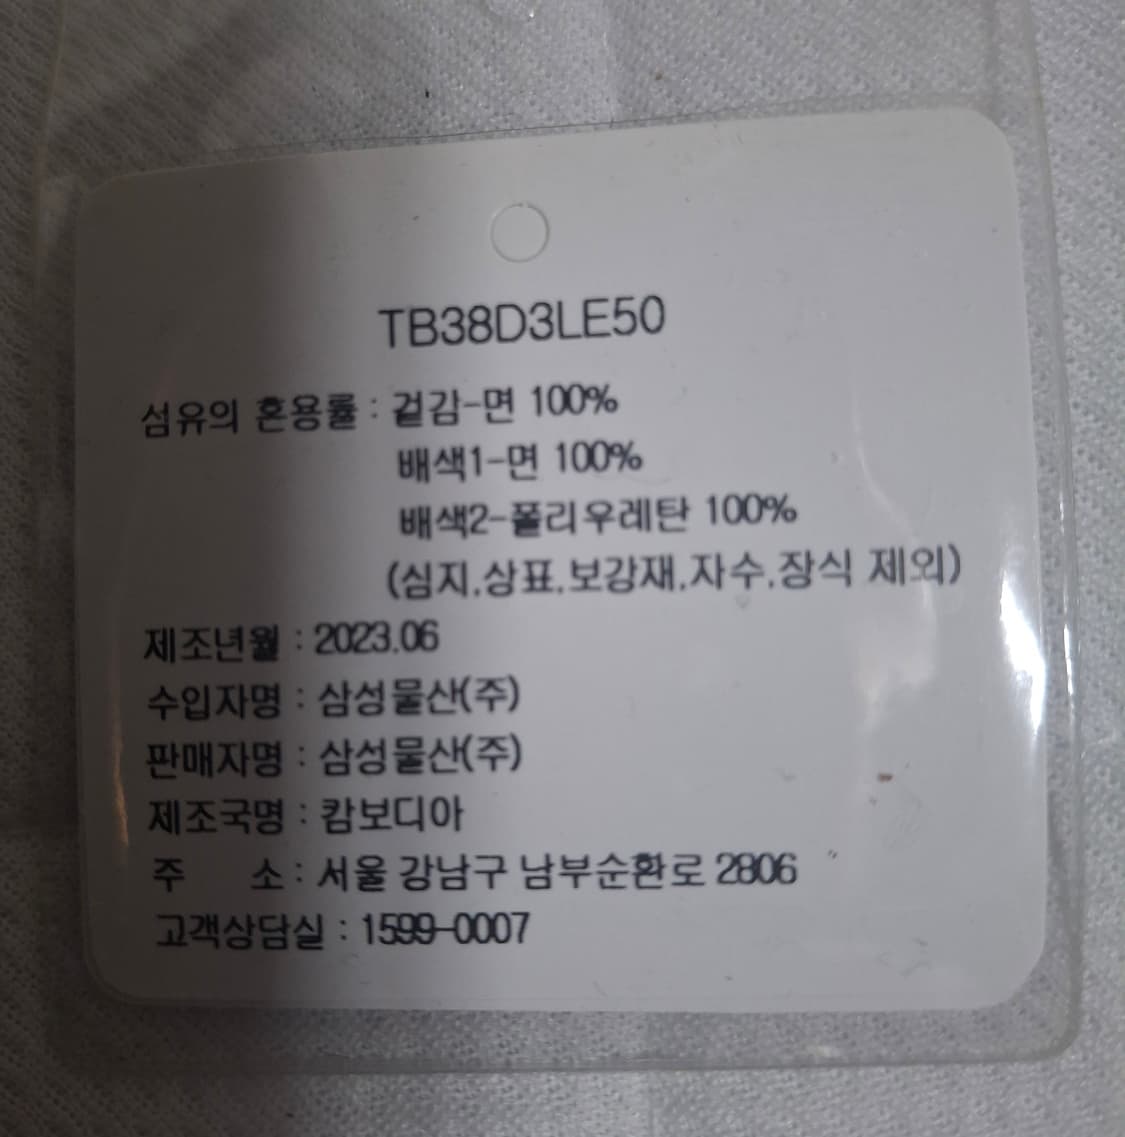 TB38D3LE50
섬유의 혼용률 : 겉감-면 100%
배색1-면 100%
배색2-폴리우레탄 100%
(심지,상표,보강재,자수,장식 제외)
제조년월 : 2023.06
수입자명 : 삼성물산(주)
판매자명 : 삼성물산(주)
제조국명 : 캄보디아
주 소 : 서울 강남구 남부순환로 2806
고객상담실 : 1599-0007